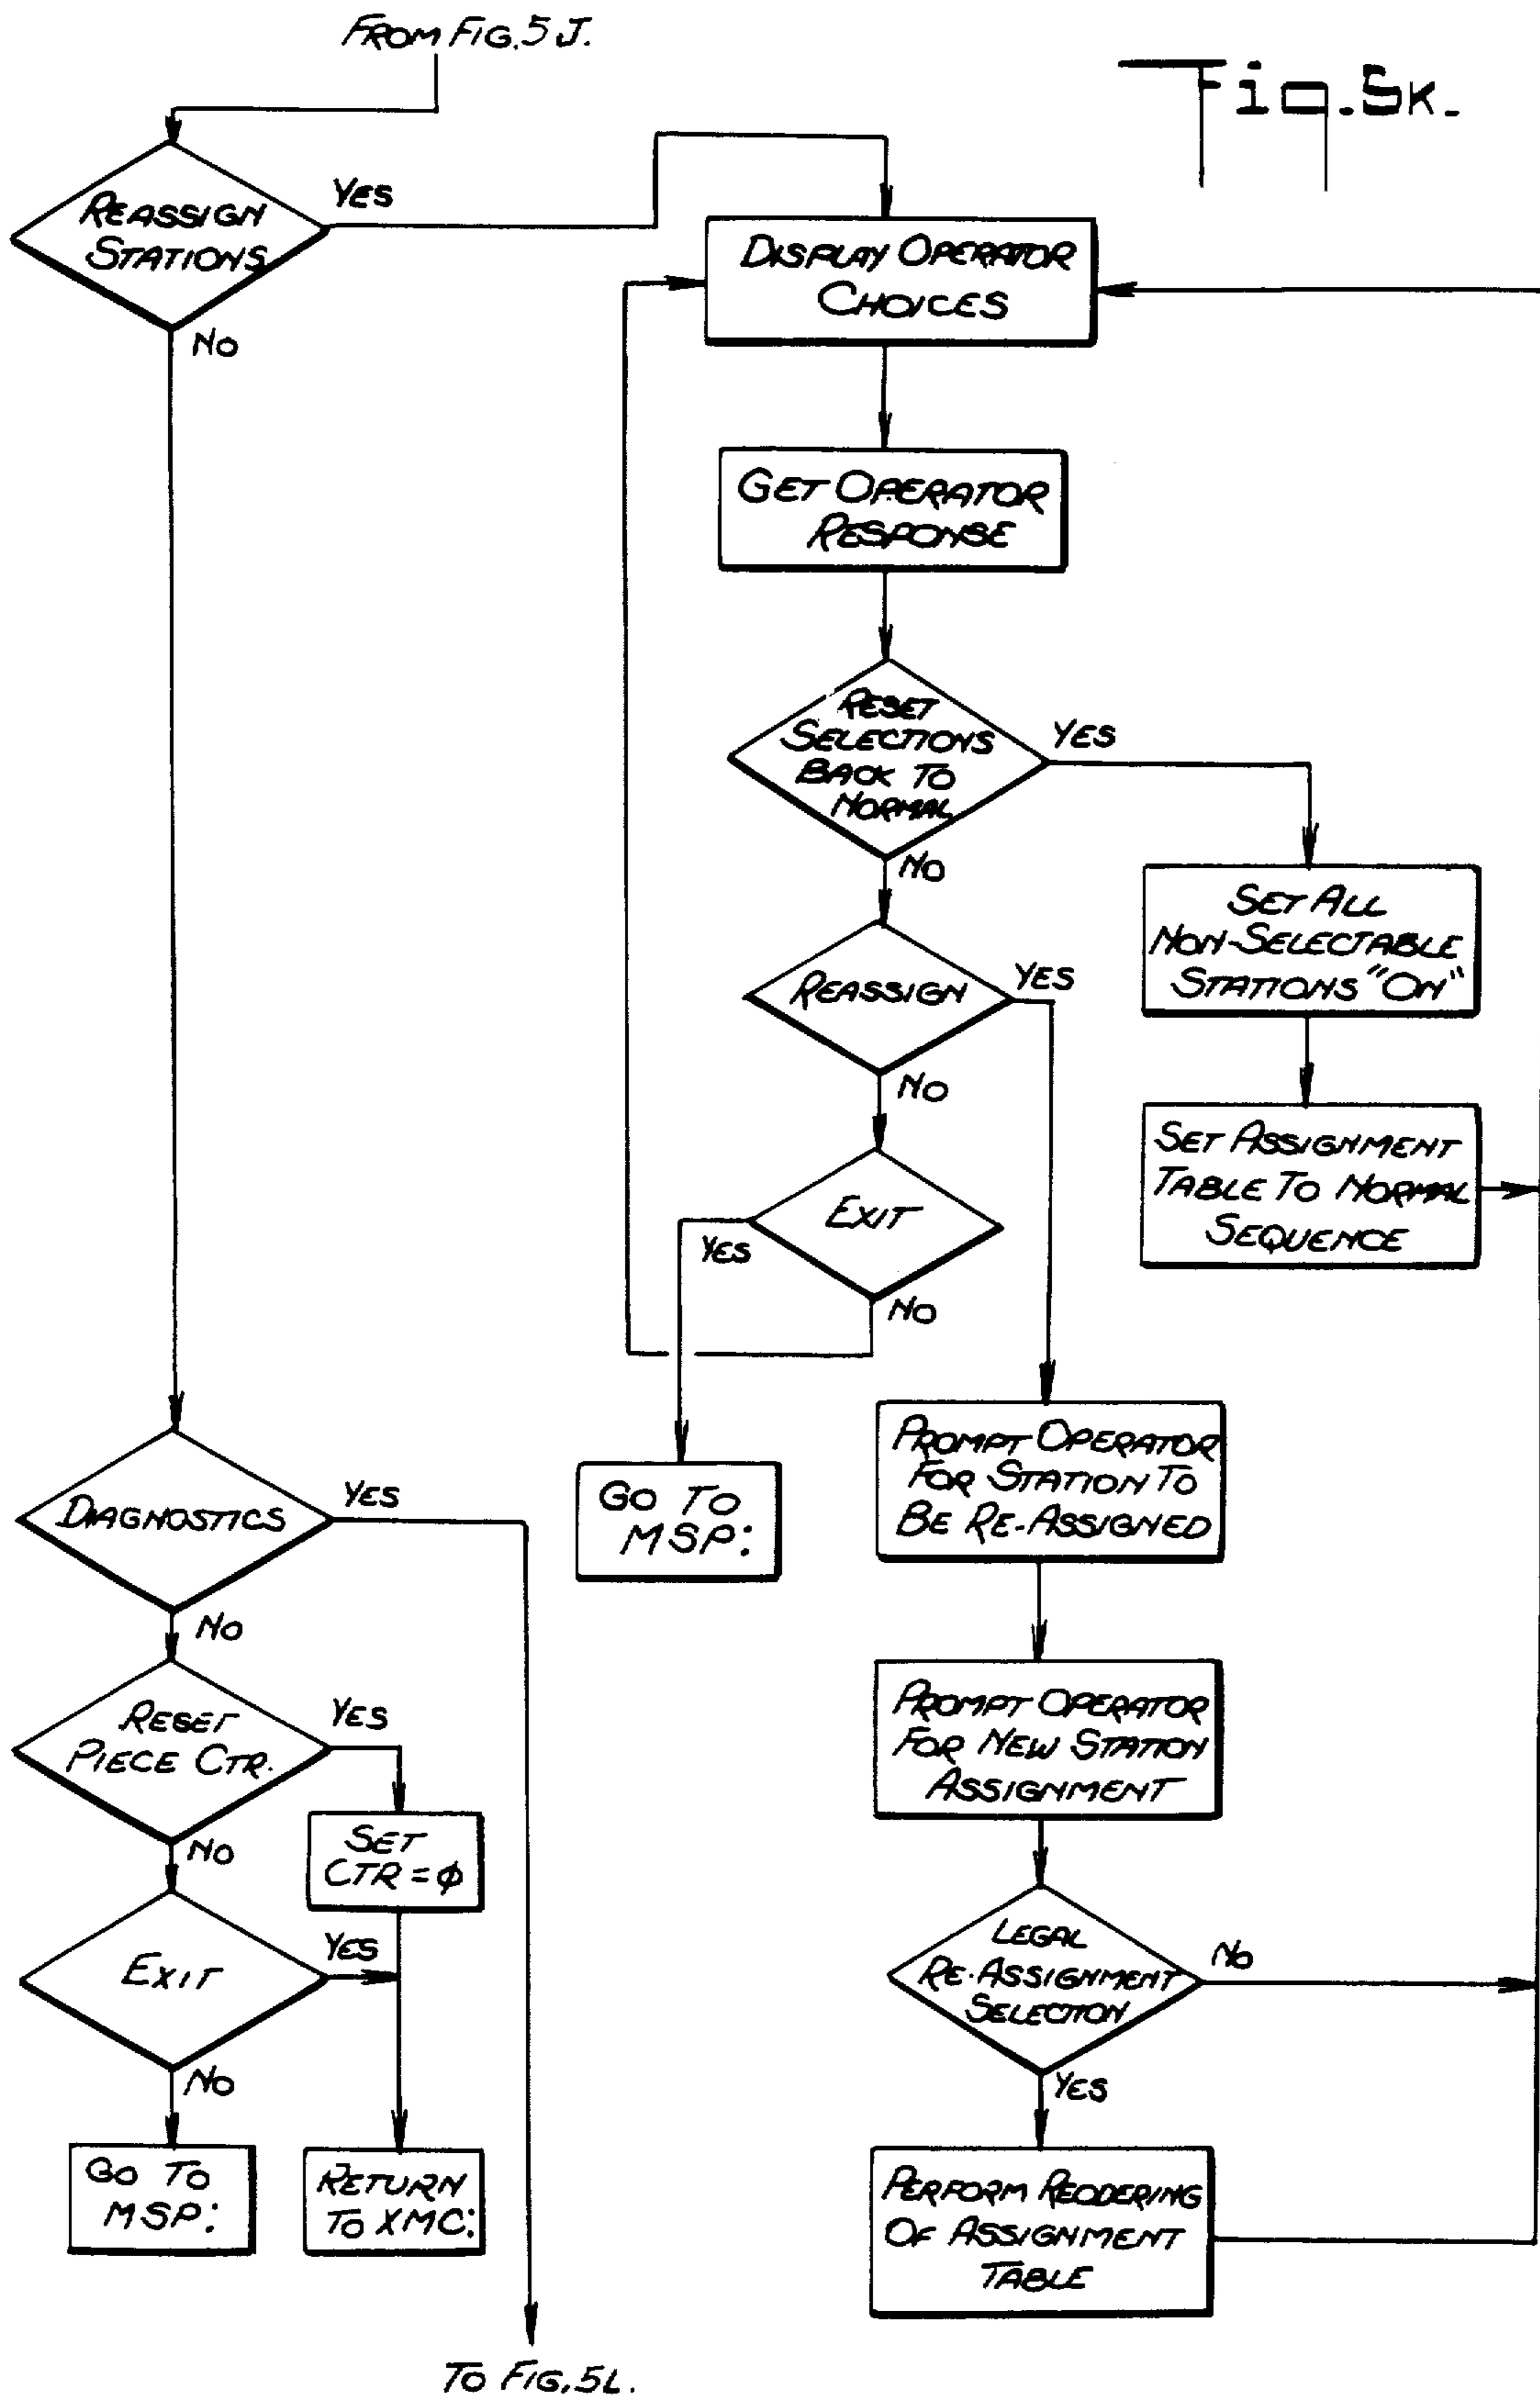 FROM FIG. 5J.
Fig. 5K.
REASSIGN
STATIONS
YES
NO
DISPLAY OPERATOR
CHOICES
GET OPERATOR
RESPONSE
RESET
SELECTIONS
BACK TO
NORMAL
YES
NO
SET ALL
NON-SELECTABLE
STATIONS "ON"
REASSIGN
YES
NO
SET ASSIGNMENT
TABLE TO NORMAL
SEQUENCE
EXIT
YES
NO
GO TO
MSP:
PROMPT OPERATOR
FOR STATION TO
BE RE-ASSIGNED
DIAGNOSTICS
YES
NO
PROMPT OPERATOR
FOR NEW STATION
ASSIGNMENT
RESET
PIECE CTR.
YES
NO
SET
CTR = φ
EXIT
YES
NO
LEGAL
RE-ASSIGNMENT
SELECTION
NO
YES
GO TO
MSP:
RETURN
TO XMC:
PERFORM REODERING
OF ASSIGNMENT
TABLE
TO FIG. 5L.